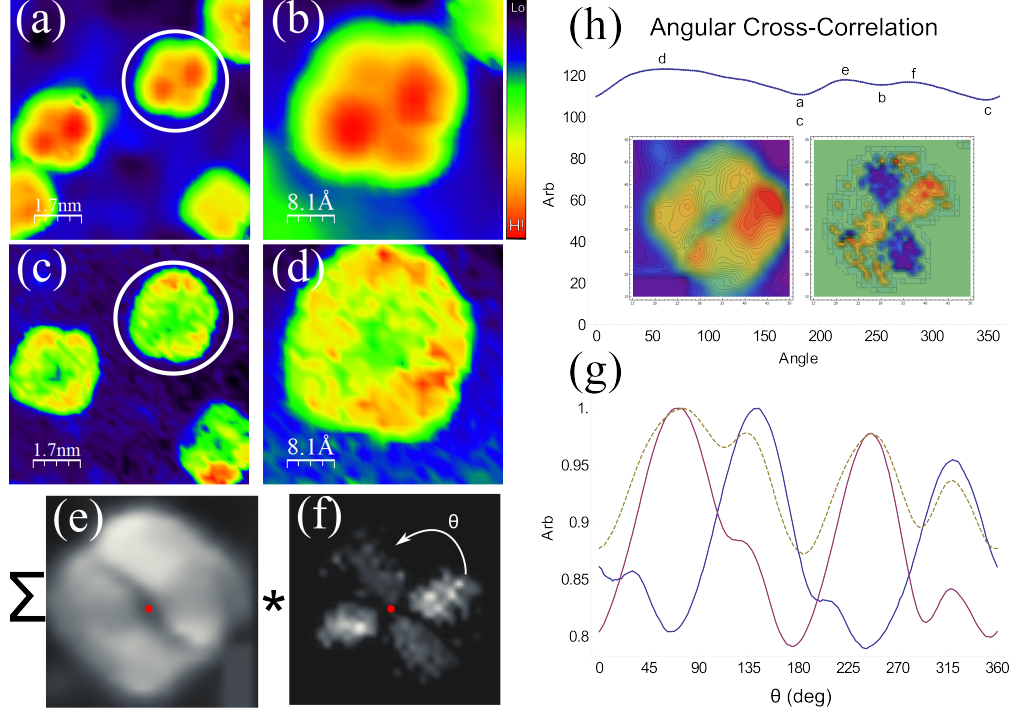 (a)
1.7nm
(b)
8.1Å
Lo
HI
(c)
1.7nm
(d)
8.1Å
Σ
(e)
*
(f)
θ
(h)
Angular Cross-Correlation
Arb
120
100
80
60
40
20
0
d
a
c
e
b
f
c
0 50 100 150 200 250 300 350
Angle
(g)
Arb
1.
0.95
0.9
0.85
0.8
0 45 90 135 180 225 270 315 360
θ (deg)